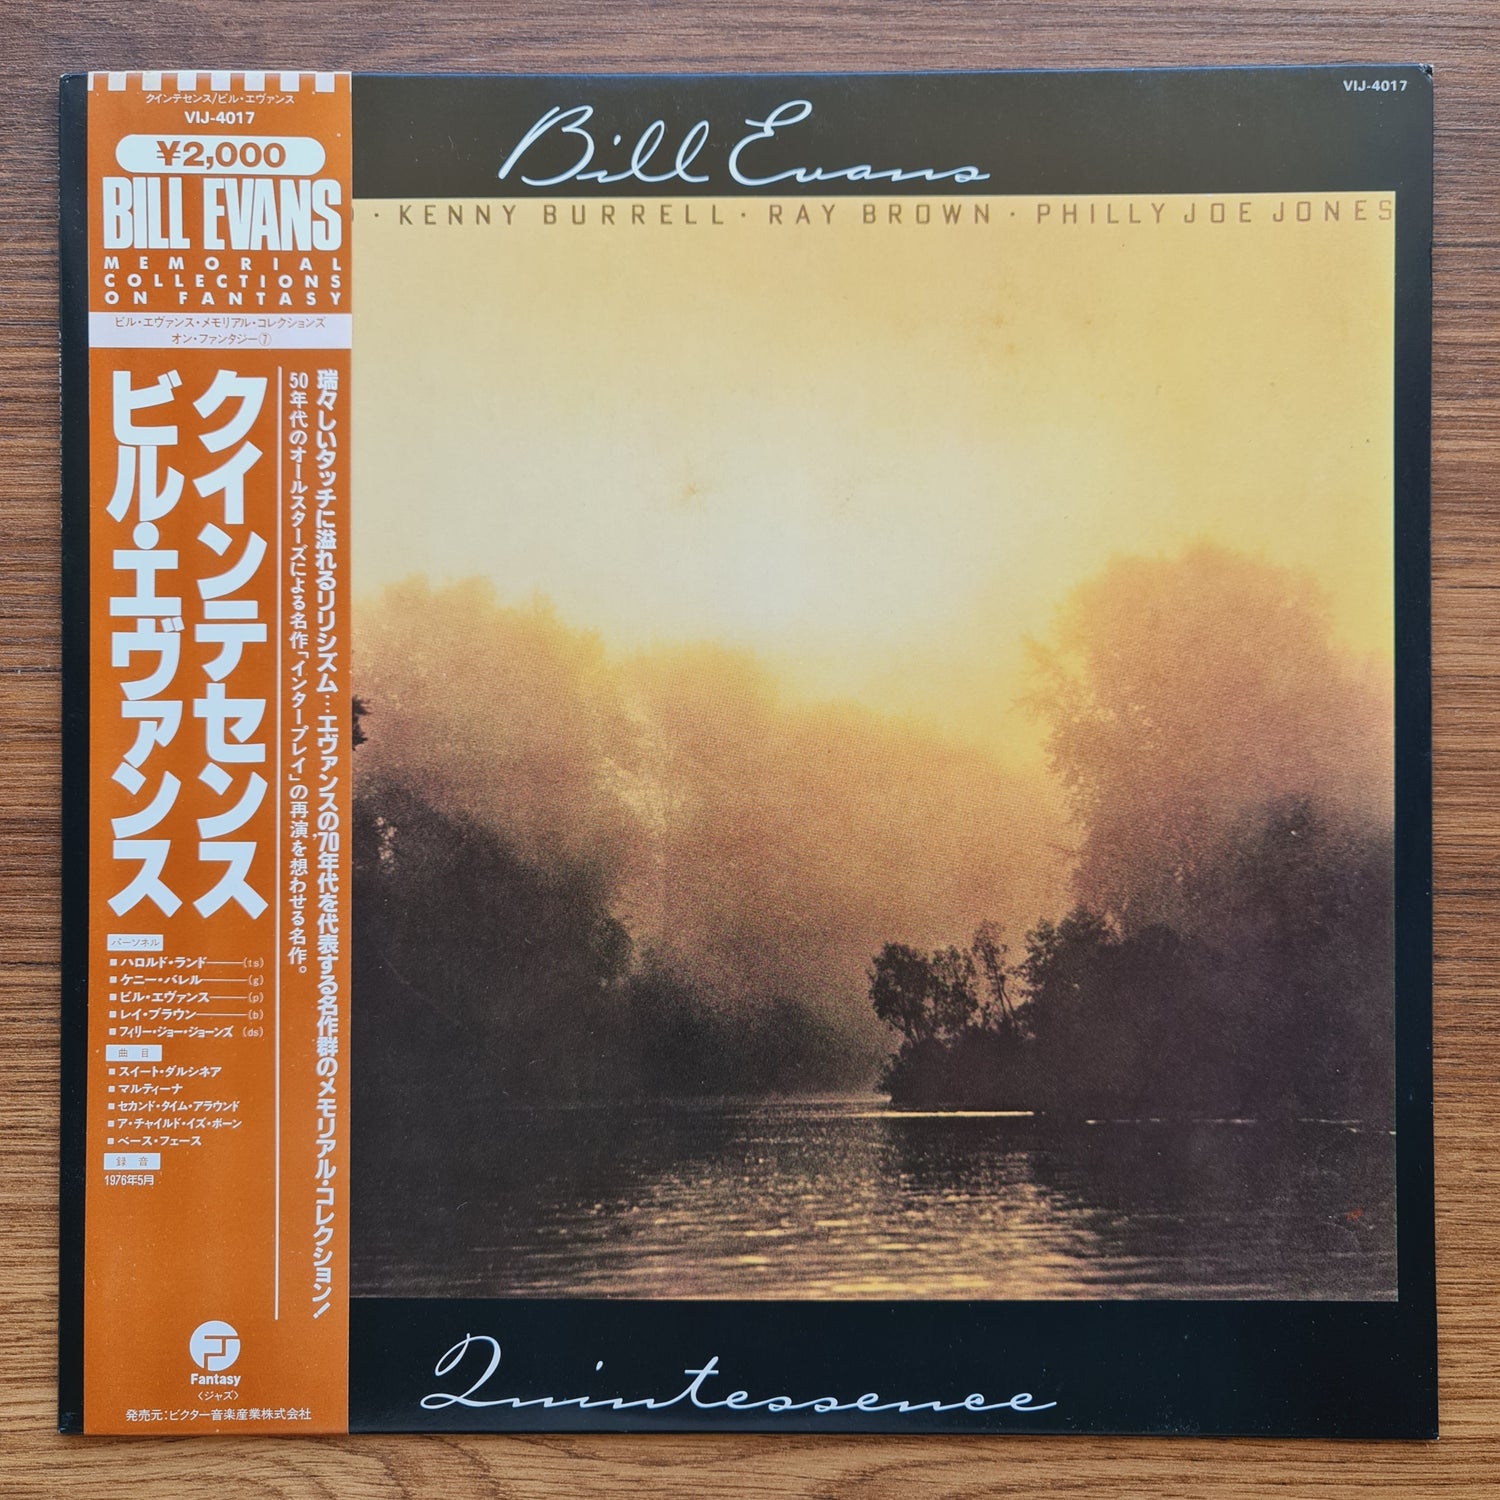 クインテセンス/ビル・エヴァンス
VIJ-4017
¥2,000
BILL EVANS
MEMORIAL
COLLECTIONS
ON FANTASY
ビル・エヴァンス・メモリアル・コレクションズ
オン・ファンタジー⑦
瑞々しいタッチに溢れるリリシズム…エヴァンスの'70年代を代表する名作群のメモリアル・コレクション!
50年代のオールスターズによる名作「インタープレイ」の再演を想わせる名作。
クインテセンス
ビル・エヴァンス
パーソネル
■ハロルド・ランド——(ts)
■ケニー・バレル——(g)
■ビル・エヴァンス——(p)
■レイ・ブラウン——(b)
■フィリー・ジョー・ジョーンズ (ds)
曲目
■スイート・ダルシネア
■マルティーナ
■セカンド・タイム・アラウンド
■ア・チャイルド・イズ・ボーン
■ベース・フェース
録音
1976年5月
Fantasy
〈ジャズ〉
発売元:ビクター音楽産業株式会社
VIJ-4017
Bill Evans
· KENNY BURRELL · RAY BROWN · PHILLY JOE JONES
Quintessence